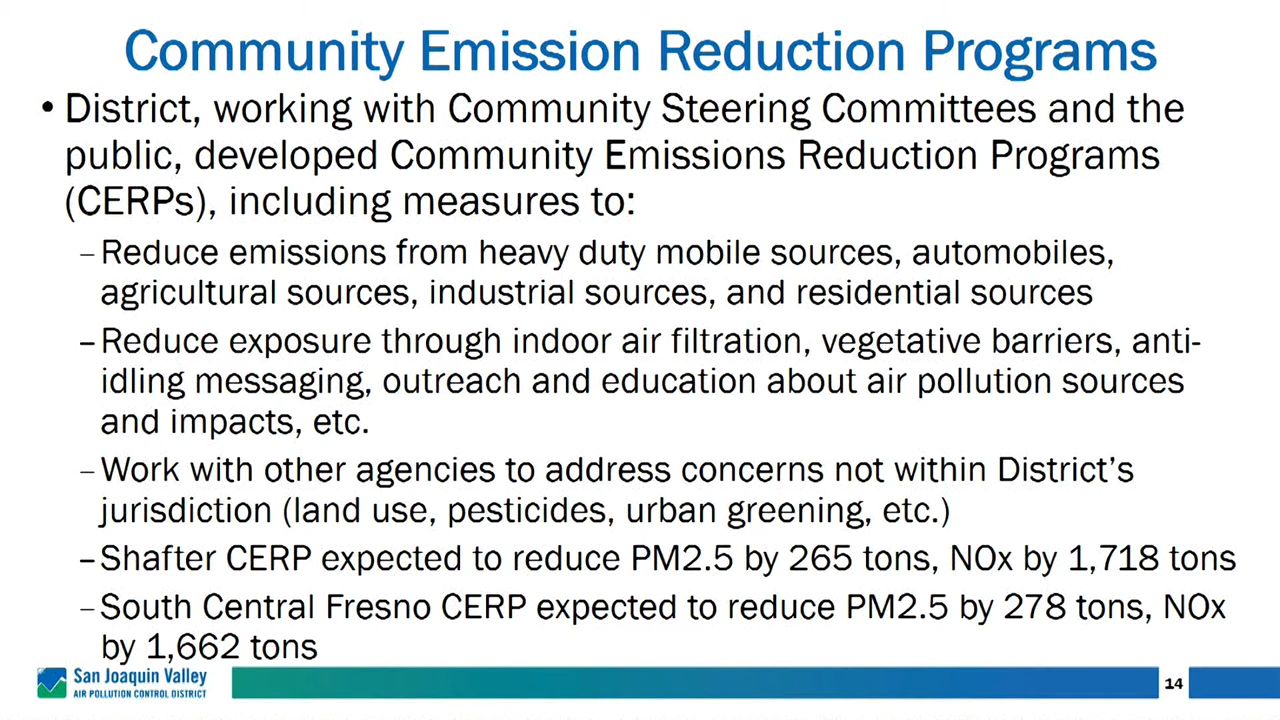 Community Emission Reduction Programs
• District, working with Community Steering Committees and the
public, developed Community Emissions Reduction Programs
(CERPs), including measures to:
–Reduce emissions from heavy duty mobile sources, automobiles,
agricultural sources, industrial sources, and residential sources
–Reduce exposure through indoor air filtration, vegetative barriers, anti-
idling messaging, outreach and education about air pollution sources
and impacts, etc.
–Work with other agencies to address concerns not within District's
jurisdiction (land use, pesticides, urban greening, etc.)
–Shafter CERP expected to reduce PM2.5 by 265 tons, NOx by 1,718 tons
–South Central Fresno CERP expected to reduce PM2.5 by 278 tons, NOx
by 1,662 tons
San Joaquin Valley
AIR POLLUTION CONTROL DISTRICT
14